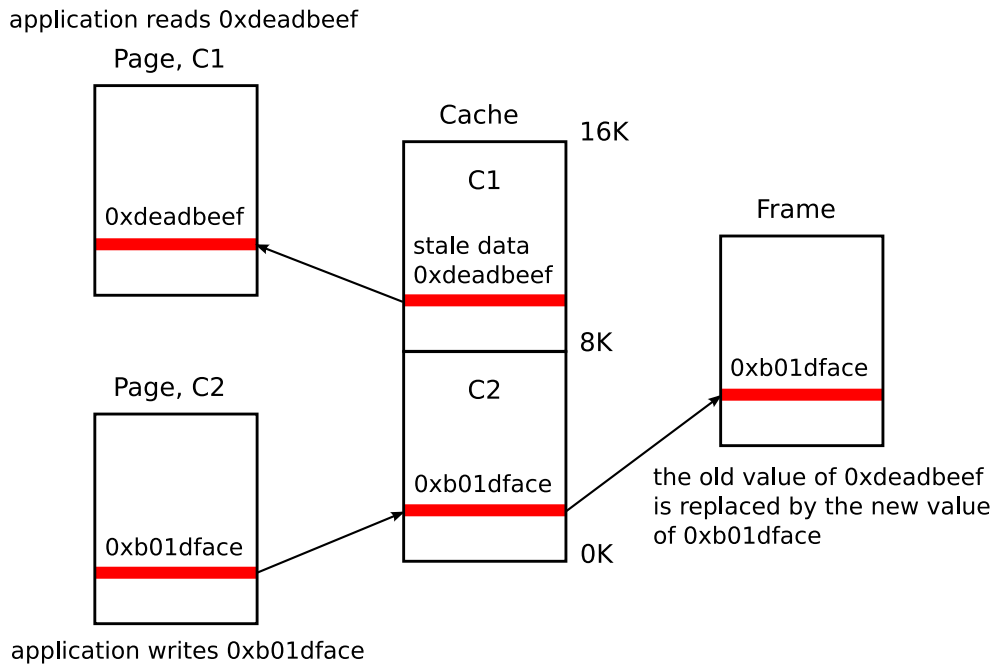 application reads 0xdeadbeef
Page, C1
0xdeadbeef
Page, C2
0xb01dface
application writes 0xb01dface
Cache
16K
C1
stale data
0xdeadbeef
8K
C2
0xb01dface
0K
Frame
0xb01dface
the old value of 0xdeadbeef
is replaced by the new value
of 0xb01dface